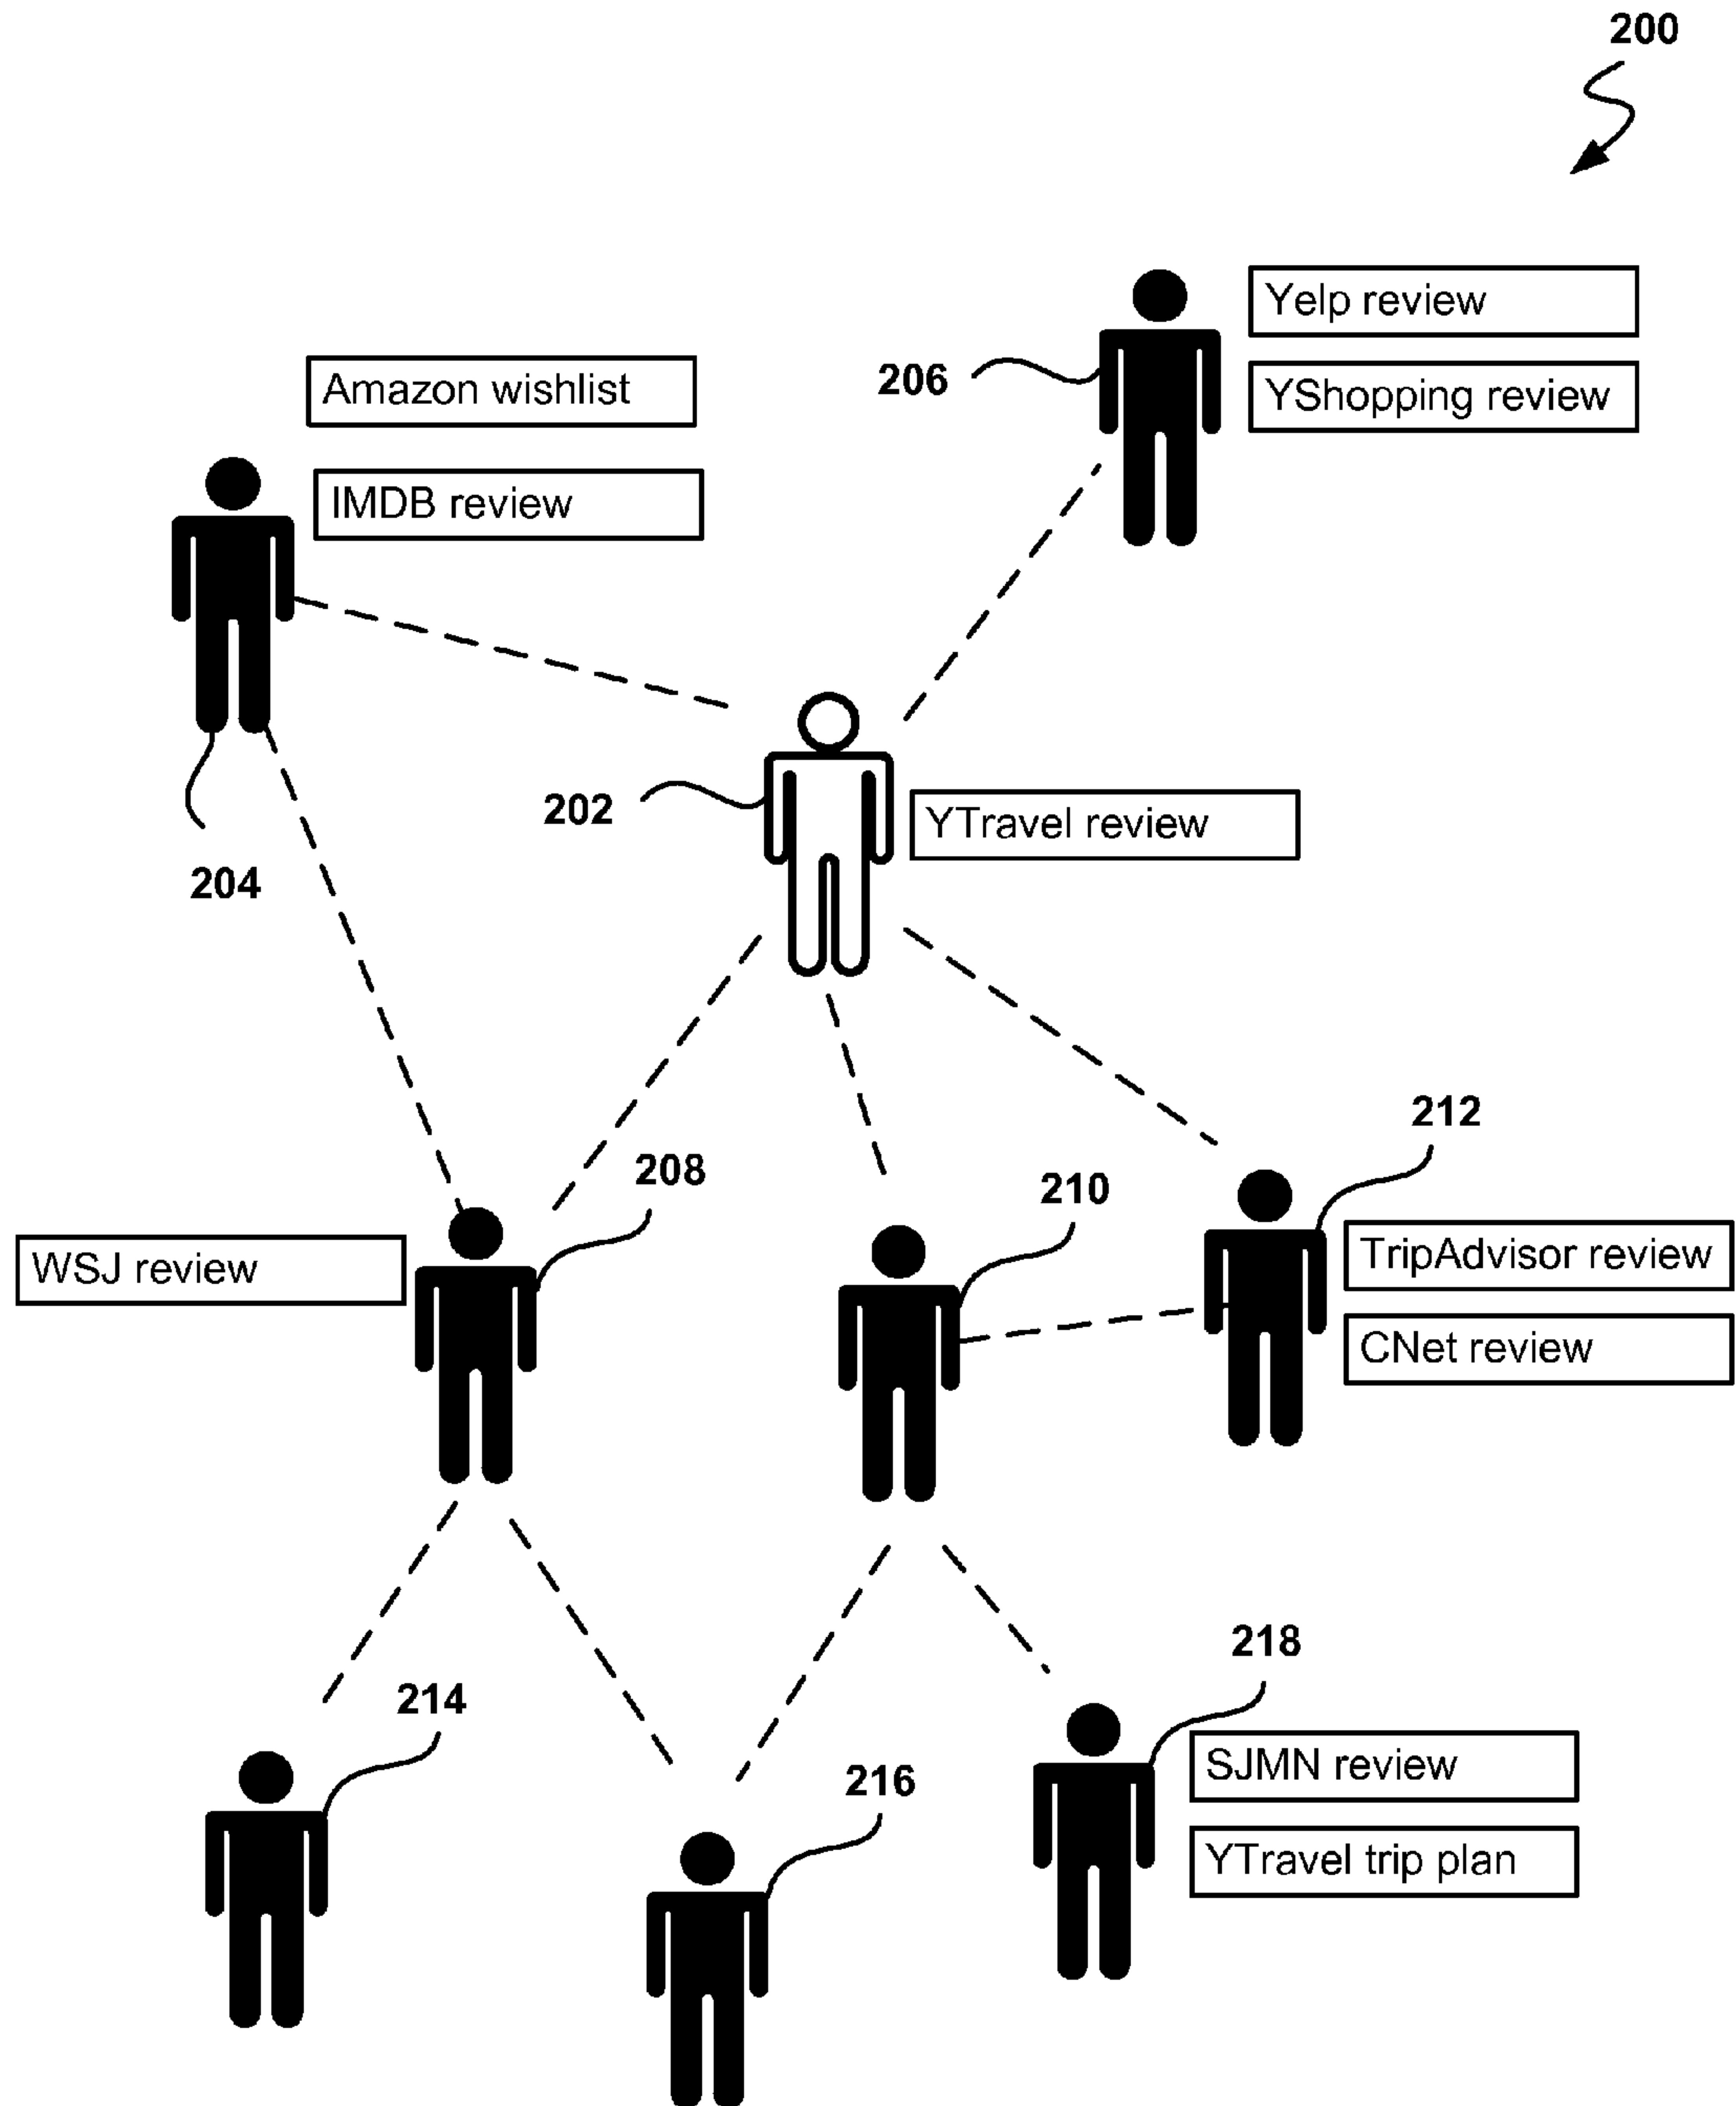 200
Yelp review
206
YShopping review
Amazon wishlist
IMDB review
202
YTravel review
204
212
208
210
WSJ review
TripAdvisor review
CNet review
218
214
SJMN review
216
YTravel trip plan